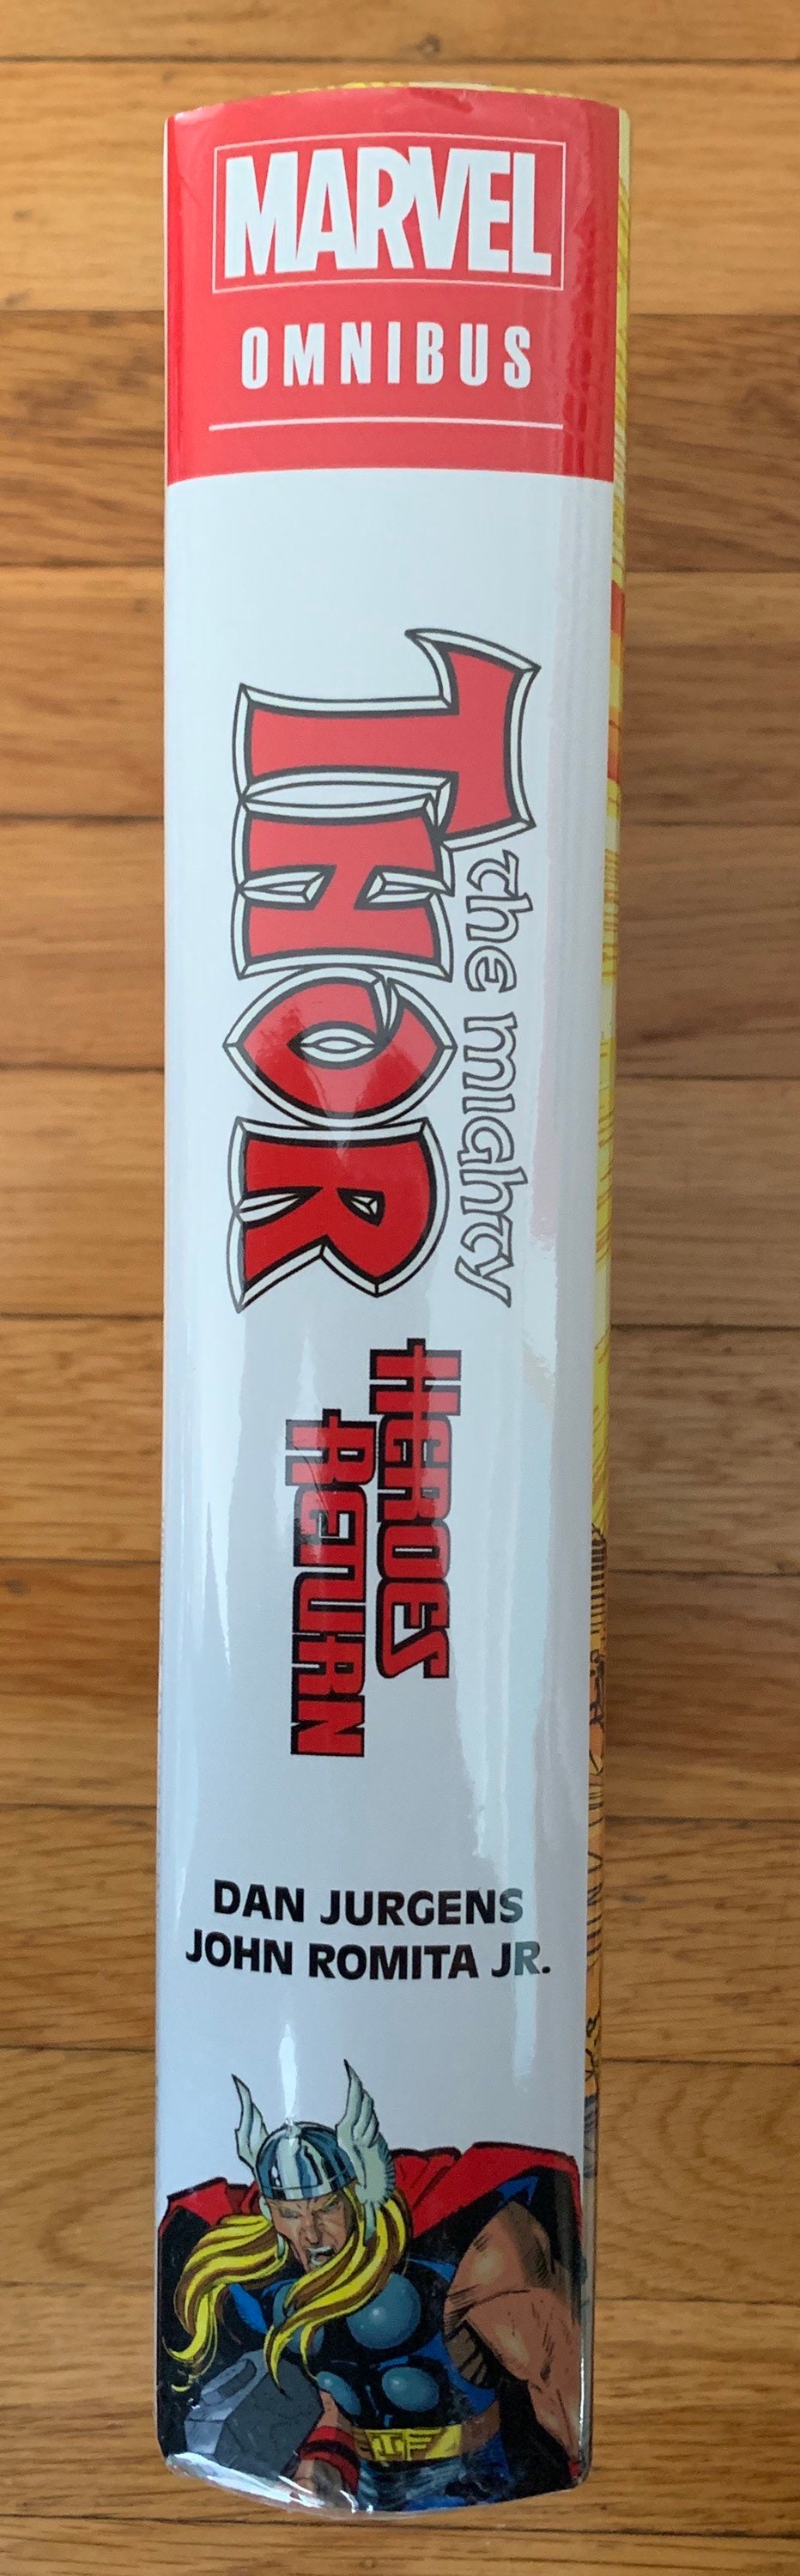 MARVEL
OMNIBUS
the mighty
THOR
HEROES
RETURN
DAN JURGENS
JOHN ROMITA JR.